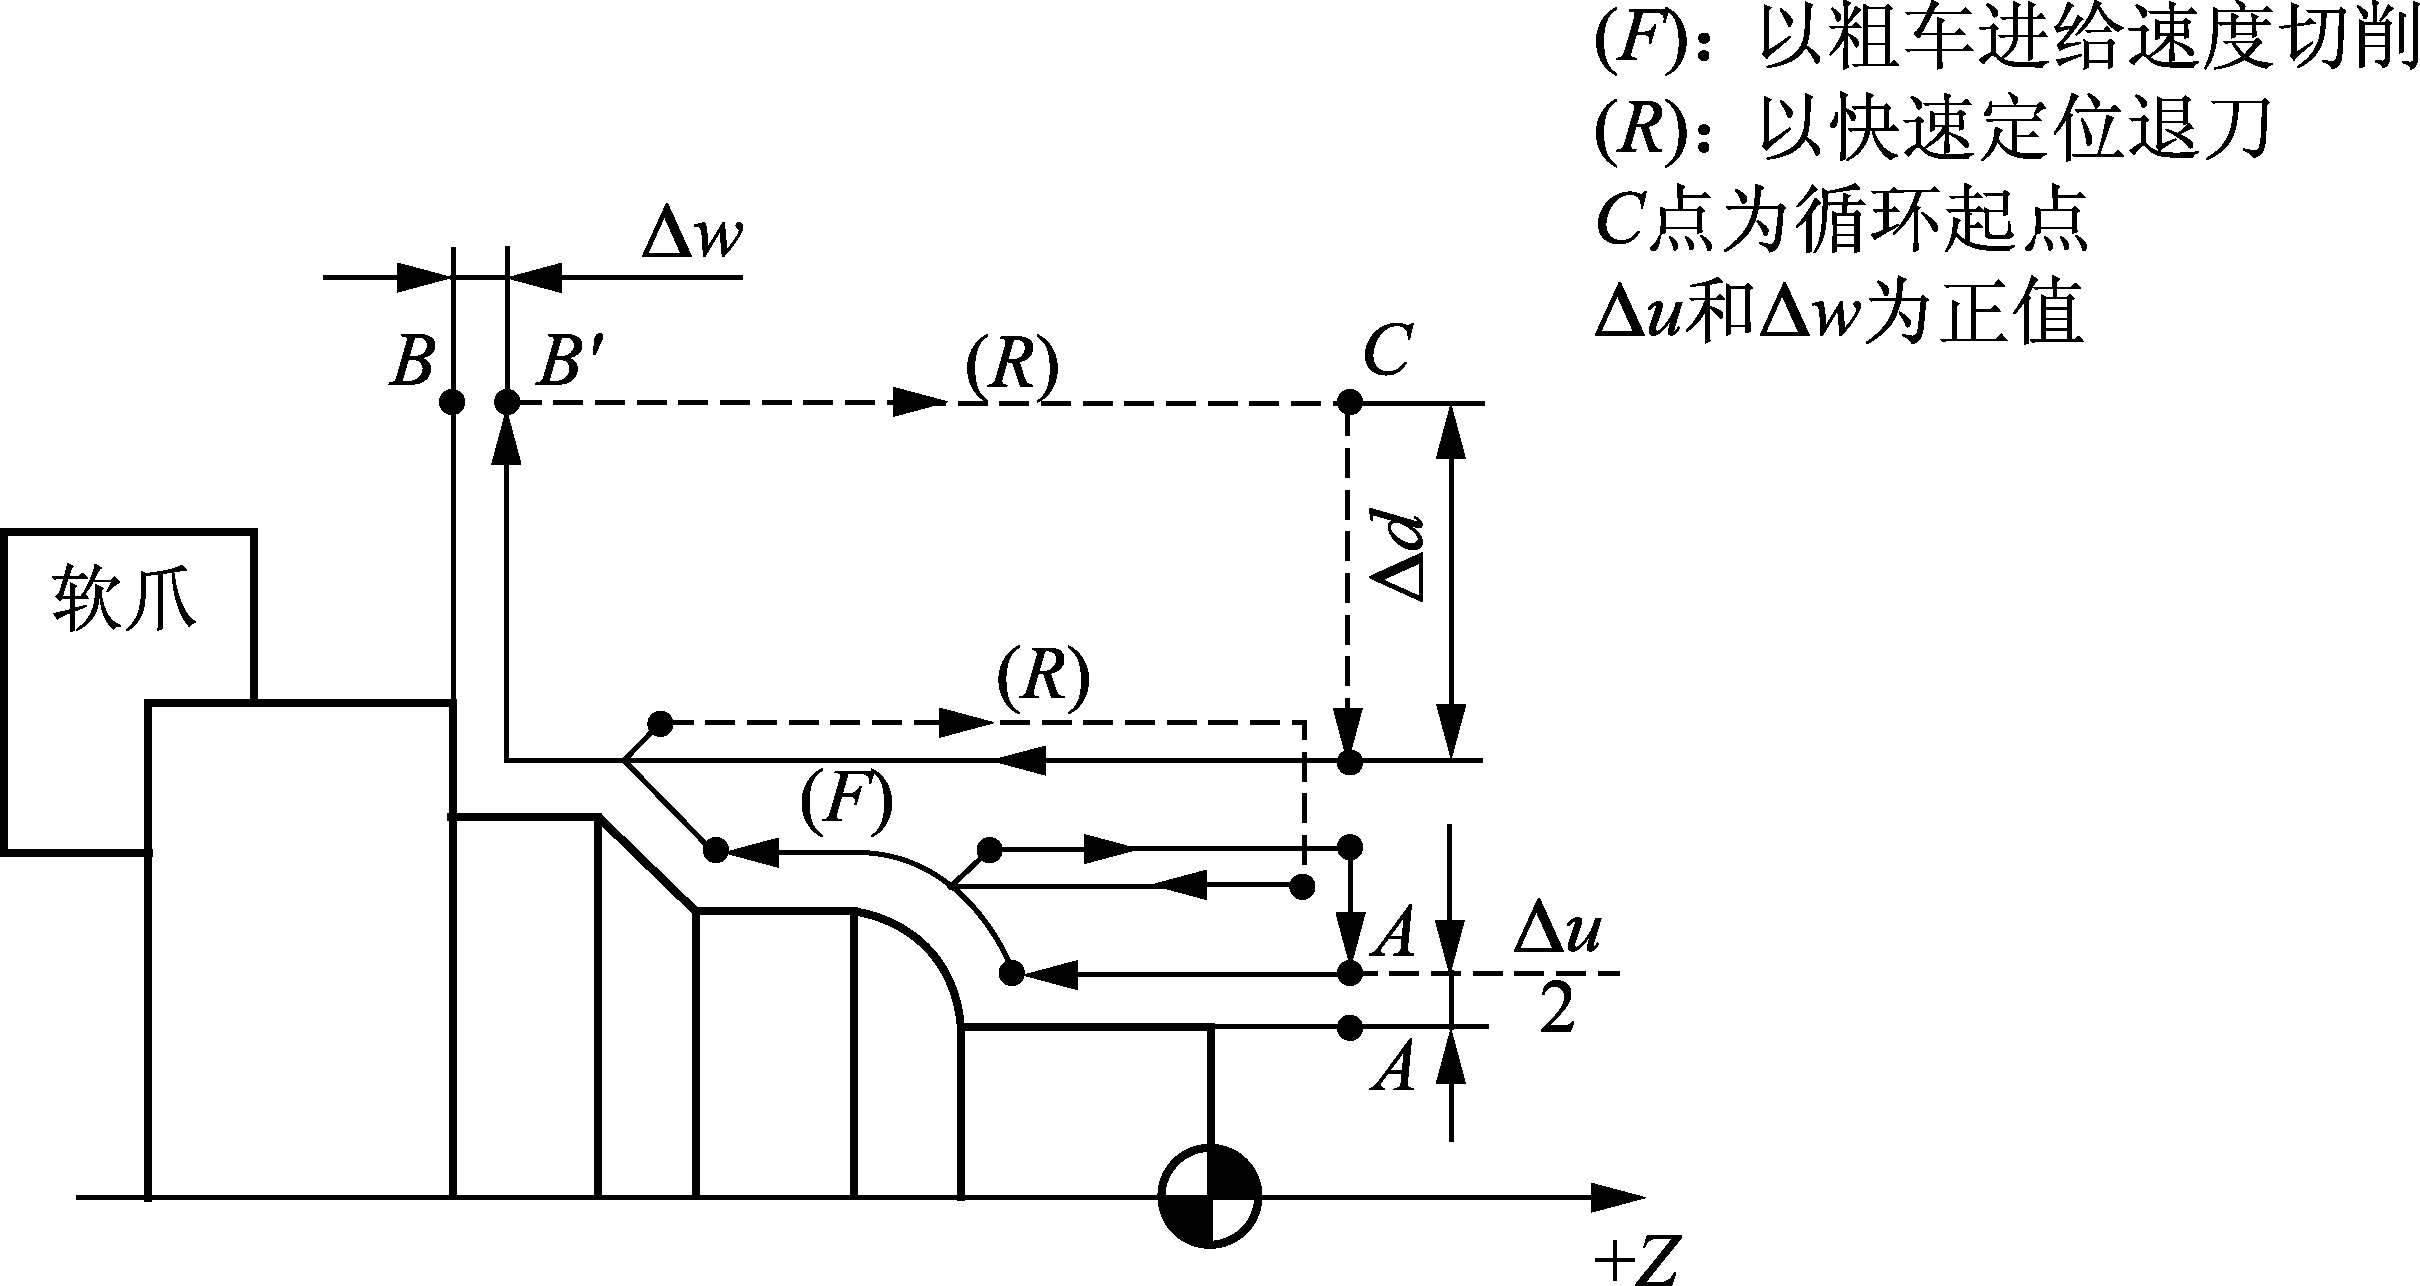 (F)：以粗车进给速度切削
(R)：以快速定位退刀
C点为循环起点
Δu和Δw为正值
Δw
B
B′
(R)
C
Δd
软爪
(R)
(F)
A
Δu
2
A
+Z